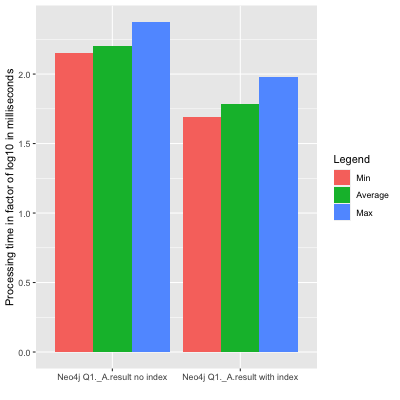 Processing time in factor of log10 in milliseconds
2.0
1.5
1.0
0.5
0.0
Neo4j Q1._A.result no index
Neo4j Q1._A.result with index
Legend
Min
Average
Max